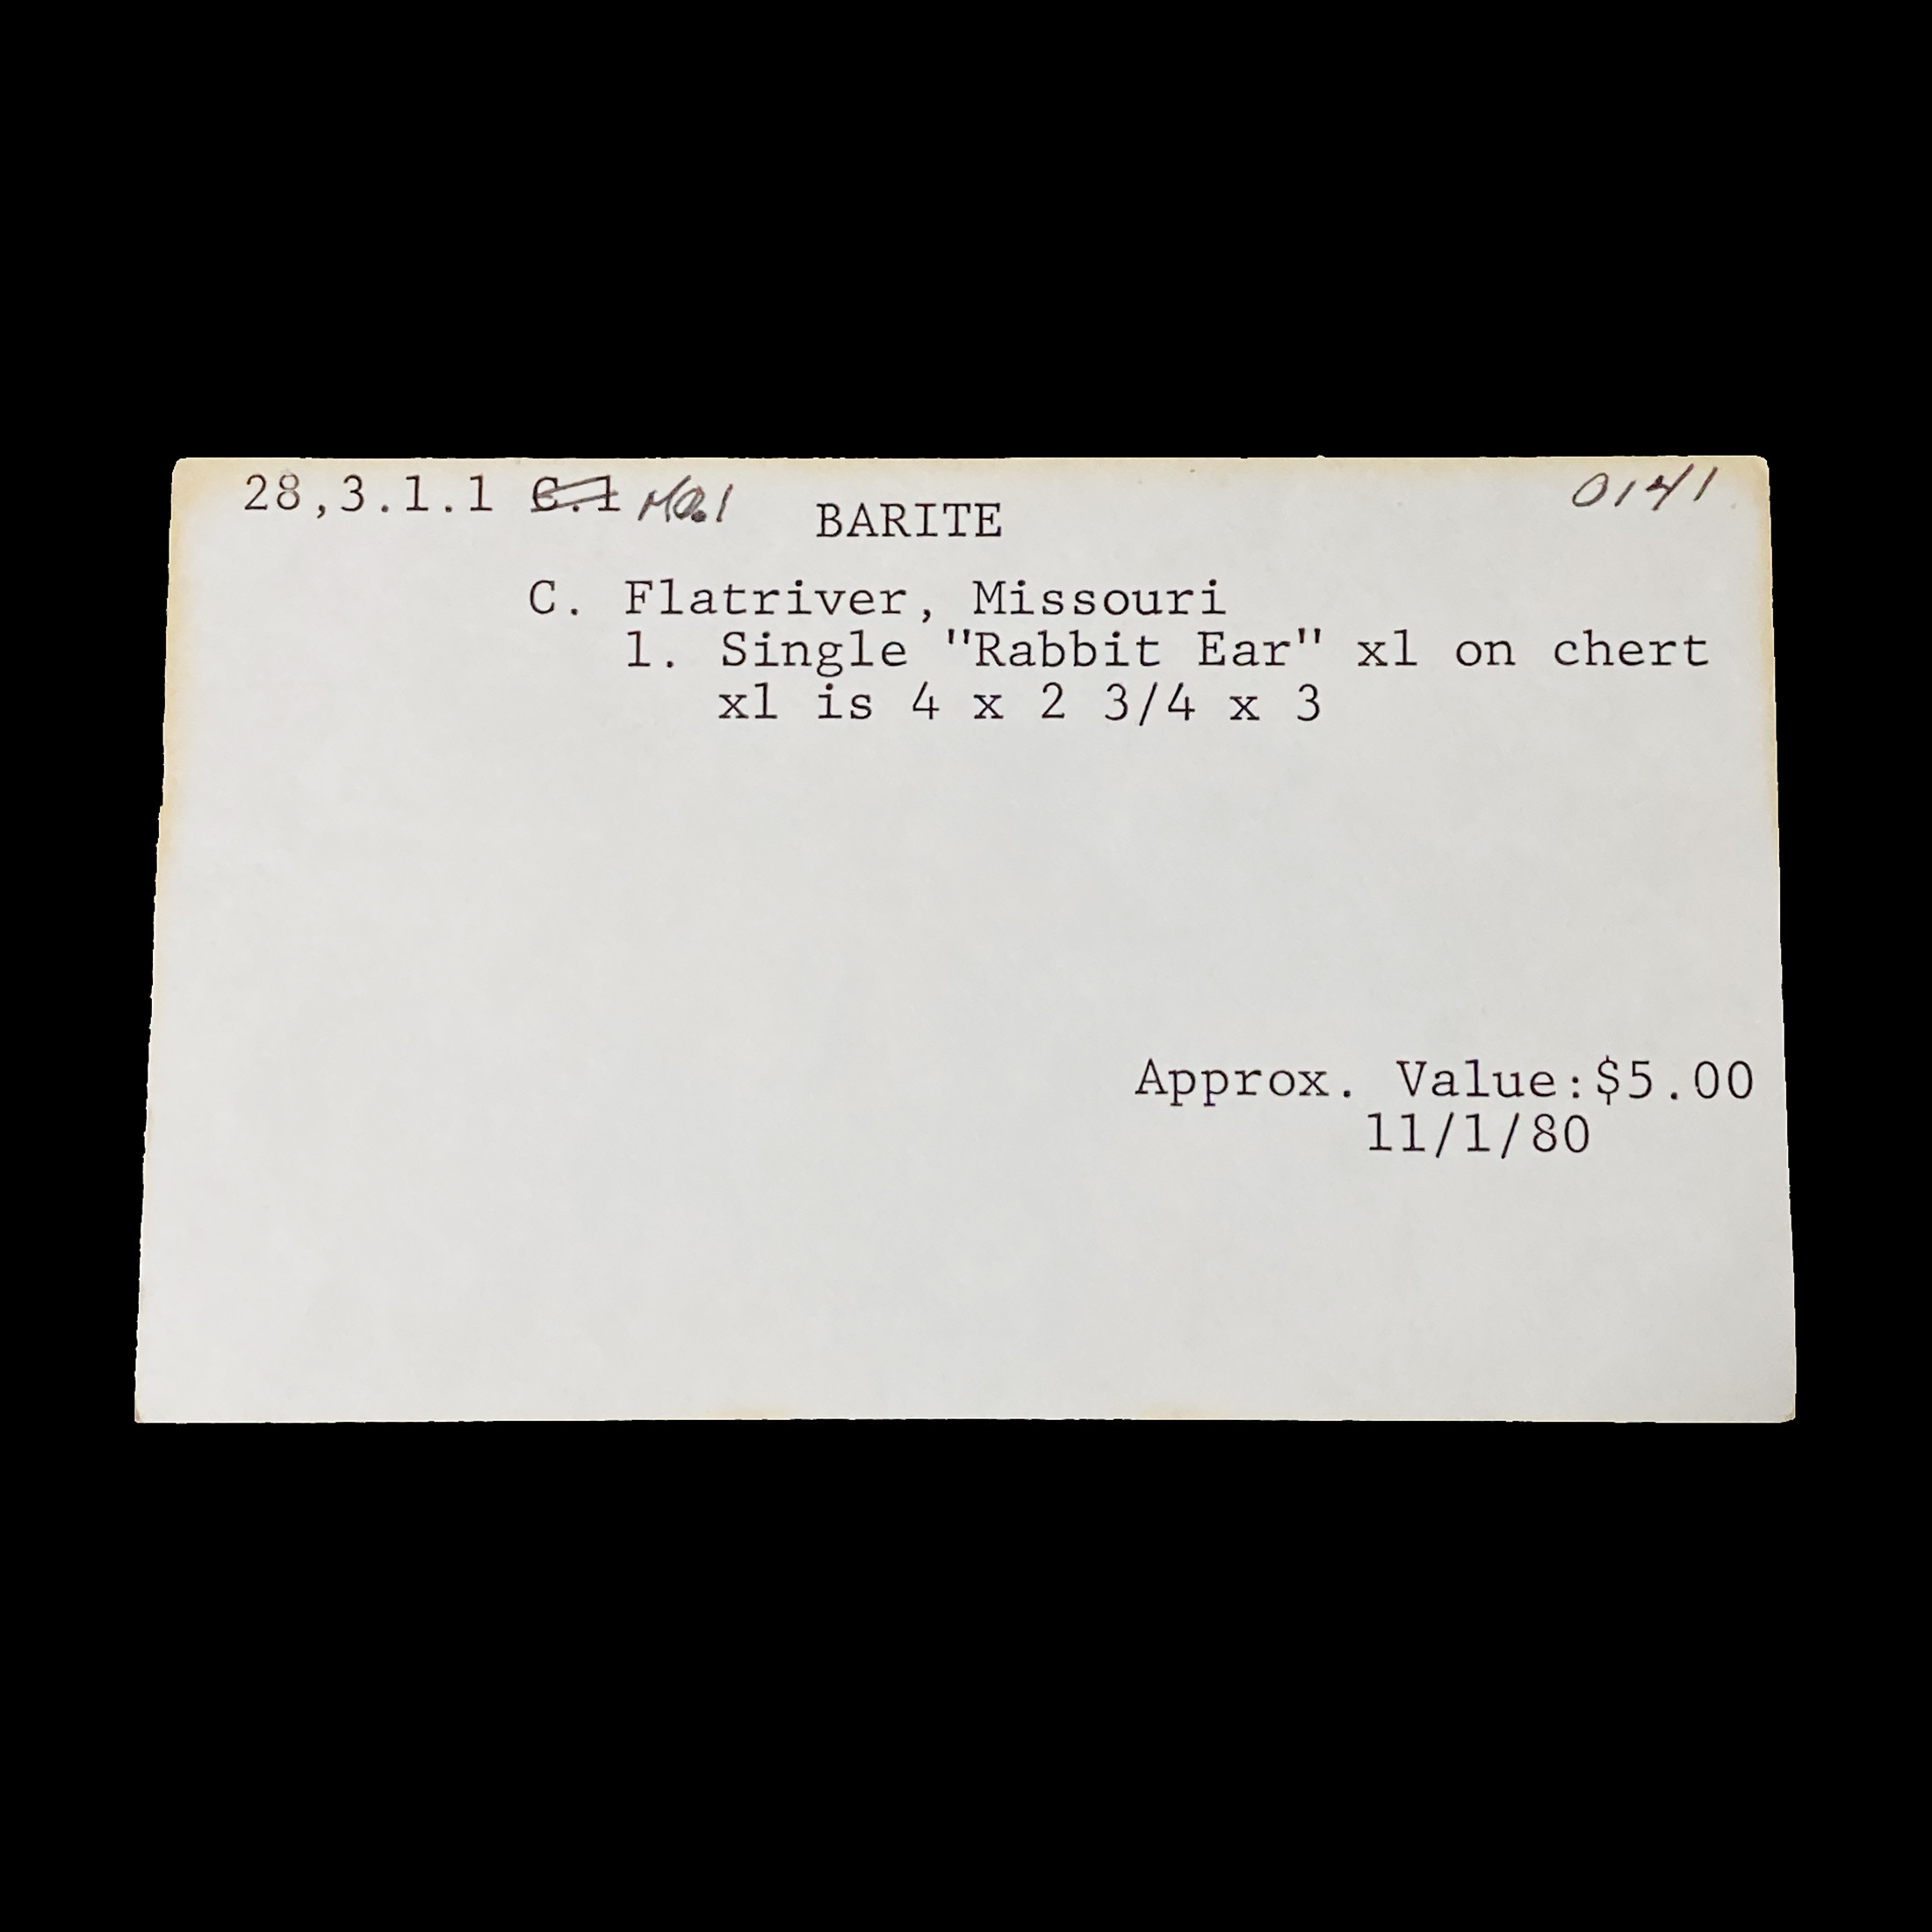 28,3.1.1 C.1 MO.1
0141
BARITE
C. Flatriver, Missouri
1. Single "Rabbit Ear" xl on chert
xl is 4 x 2 3/4 x 3
Approx. Value:$5.00
11/1/80